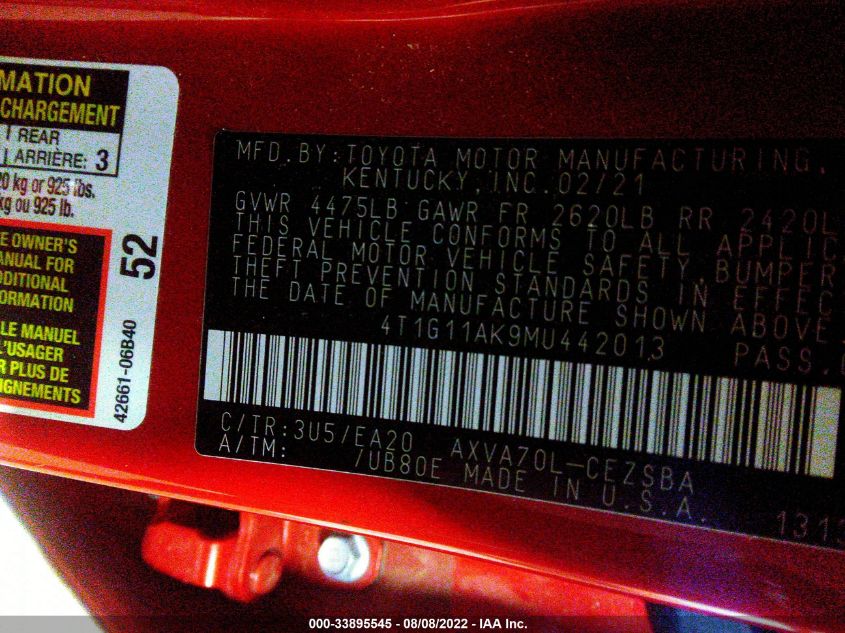 MATION
CHARGEMENT
REAR
ARRIÈRE: 3
kg or 925 lbs.
kg ou 925 lb.
E OWNER'S
MANUAL FOR
ADDITIONAL
FORMATION
LE MANUEL
L'USAGER
R PLUS DE
IGNEMENTS
52
42661-06B40
MFD.BY:TOYOTA MOTOR MANUFACTURING,
KENTUCKY,INC.02/21
GVWR 4475LB GAWR FR 2620LB RR 2420L
THIS VEHICLE CONFORMS TO ALL APPLIC
FEDERAL MOTOR VEHICLE SAFETY,BUMPER
THEFT PREVENTION STANDARDS IN EFFEC
THE DATE OF MANUFACTURE SHOWN ABOVE.
4T1G11AK9MU442013 PASS.
C/TR:3U5/EA20 AXVA70L-CEZSBA
A/TM: /UB80E MADE IN U.S.A.
131
000-33895545 - 08/08/2022 - IAA Inc.